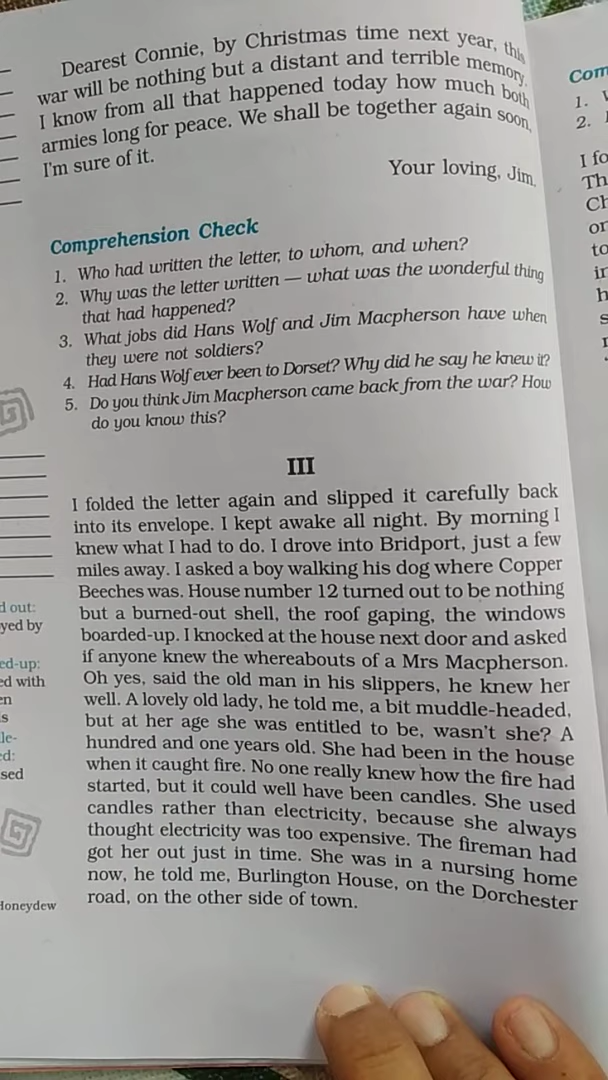 Dearest Connie, by Christmas time next year, this
war will be nothing but a distant and terrible memory.
I know from all that happened today how much both
armies long for peace. We shall be together again soon,
I'm sure of it.
Your loving, Jim.
Comprehension Check
1. Who had written the letter, to whom, and when?
2. Why was the letter written — what was the wonderful thing
that had happened?
3. What jobs did Hans Wolf and Jim Macpherson have when
they were not soldiers?
4. Had Hans Wolf ever been to Dorset? Why did he say he knew it?
5. Do you think Jim Macpherson came back from the war? How
do you know this?
III
I folded the letter again and slipped it carefully back
into its envelope. I kept awake all night. By morning I
knew what I had to do. I drove into Bridport, just a few
miles away. I asked a boy walking his dog where Copper
Beeches was. House number 12 turned out to be nothing
but a burned-out shell, the roof gaping, the windows
boarded-up. I knocked at the house next door and asked
if anyone knew the whereabouts of a Mrs Macpherson.
Oh yes, said the old man in his slippers, he knew her
well. A lovely old lady, he told me, a bit muddle-headed,
but at her age she was entitled to be, wasn't she? A
hundred and one years old. She had been in the house
when it caught fire. No one really knew how the fire had
started, but it could well have been candles. She used
candles rather than electricity, because she always
thought electricity was too expensive. The fireman had
got her out just in time. She was in a nursing home
now, he told me, Burlington House, on the Dorchester
road, on the other side of town.
d out:
yed by
ed-up:
ed with
en
s
le-
ed:
sed
Honeydew
Com
1.
2.
I fo
Th
Ch
or
to
in
h
s